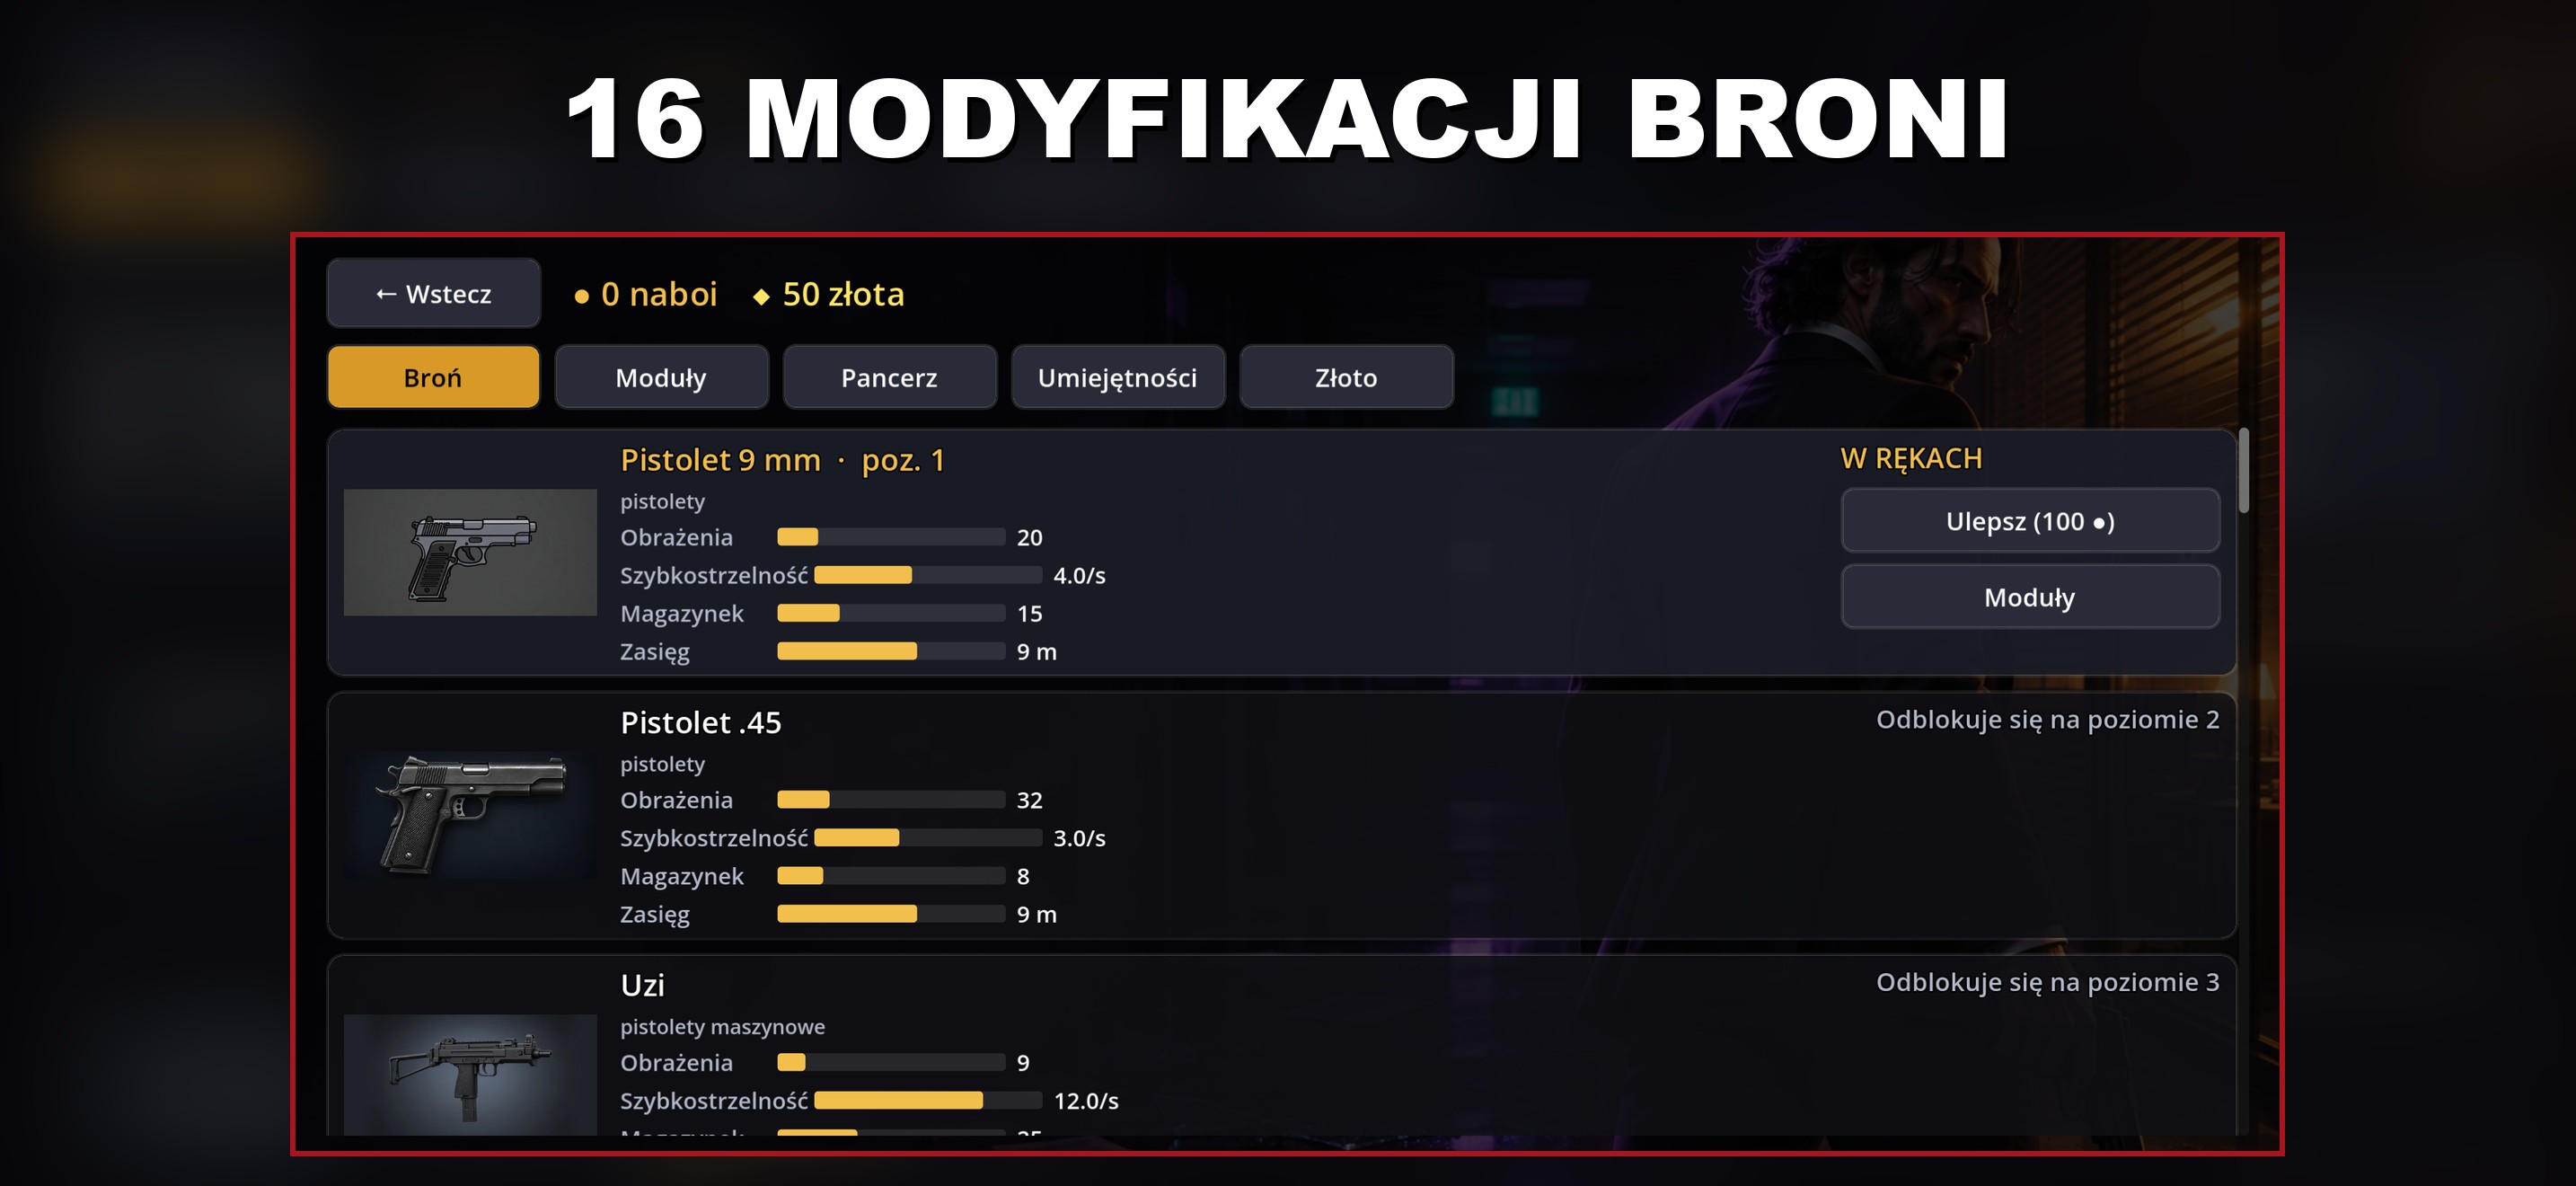 16 MODYFIKACJI BRONI
← Wstecz
● 0 naboi ◆ 50 złota
Broń
Moduły
Pancerz
Umiejętności
Złoto
Pistolet 9 mm · poz. 1
W RĘKACH
pistolety
Obrażenia 20
Ulepsz (100 ●)
Szybkostrzelność 4.0/s
Moduły
Magazynek 15
Zasięg 9 m
Pistolet .45
Odblokuje się na poziomie 2
pistolety
Obrażenia 32
Szybkostrzelność 3.0/s
Magazynek 8
Zasięg 9 m
Uzi
Odblokuje się na poziomie 3
pistolety maszynowe
Obrażenia 9
Szybkostrzelność 12.0/s